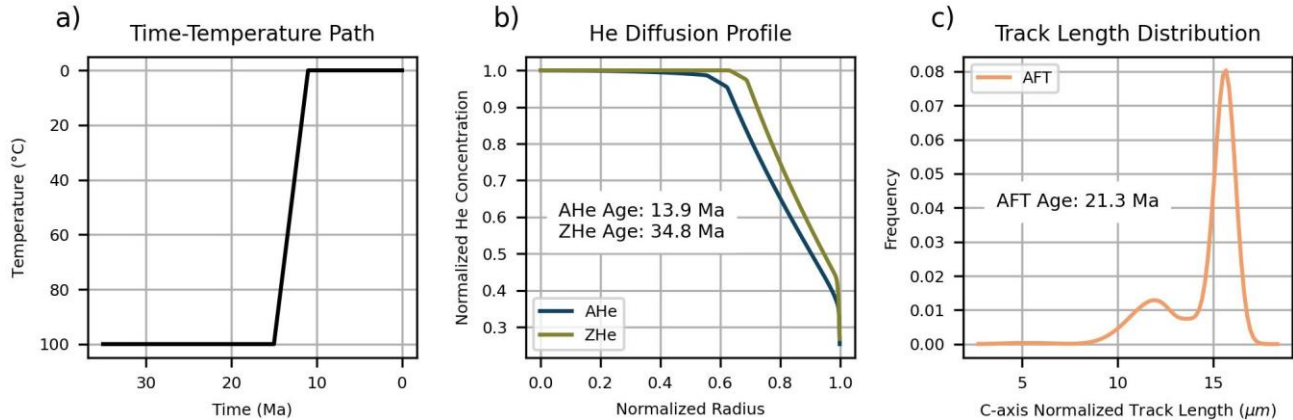 a)
Time-Temperature Path
0
20
40
60
80
100
Temperature (°C)
30
20
10
0
Time (Ma)
b)
He Diffusion Profile
1.0
0.9
0.8
0.7
0.6
0.5
0.4
0.3
Normalized He Concentration
AHe Age: 13.9 Ma
ZHe Age: 34.8 Ma
AHe
ZHe
0.0
0.2
0.4
0.6
0.8
1.0
Normalized Radius
c)
Track Length Distribution
AFT
0.08
0.07
0.06
0.05
0.04
0.03
0.02
0.01
0.00
Frequency
AFT Age: 21.3 Ma
5
10
15
C-axis Normalized Track Length (μm)